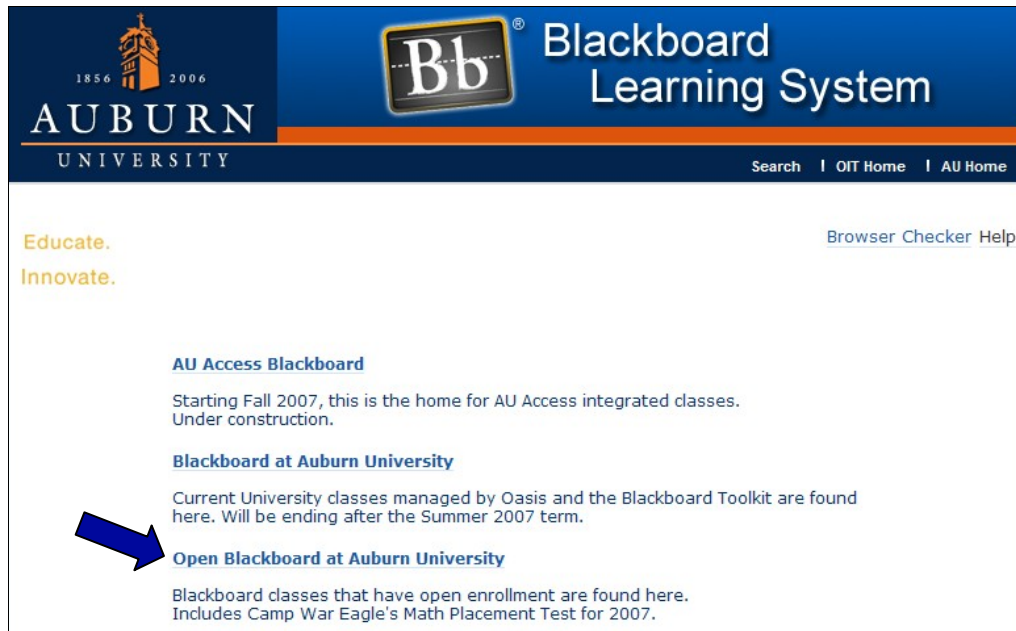 1856 2006
AUBURN
UNIVERSITY
Bb ®
Blackboard
Learning System
Search | OIT Home | AU Home
Educate.
Innovate.
Browser Checker Help
AU Access Blackboard
Starting Fall 2007, this is the home for AU Access integrated classes.
Under construction.
Blackboard at Auburn University
Current University classes managed by Oasis and the Blackboard Toolkit are found
here. Will be ending after the Summer 2007 term.
Open Blackboard at Auburn University
Blackboard classes that have open enrollment are found here.
Includes Camp War Eagle's Math Placement Test for 2007.